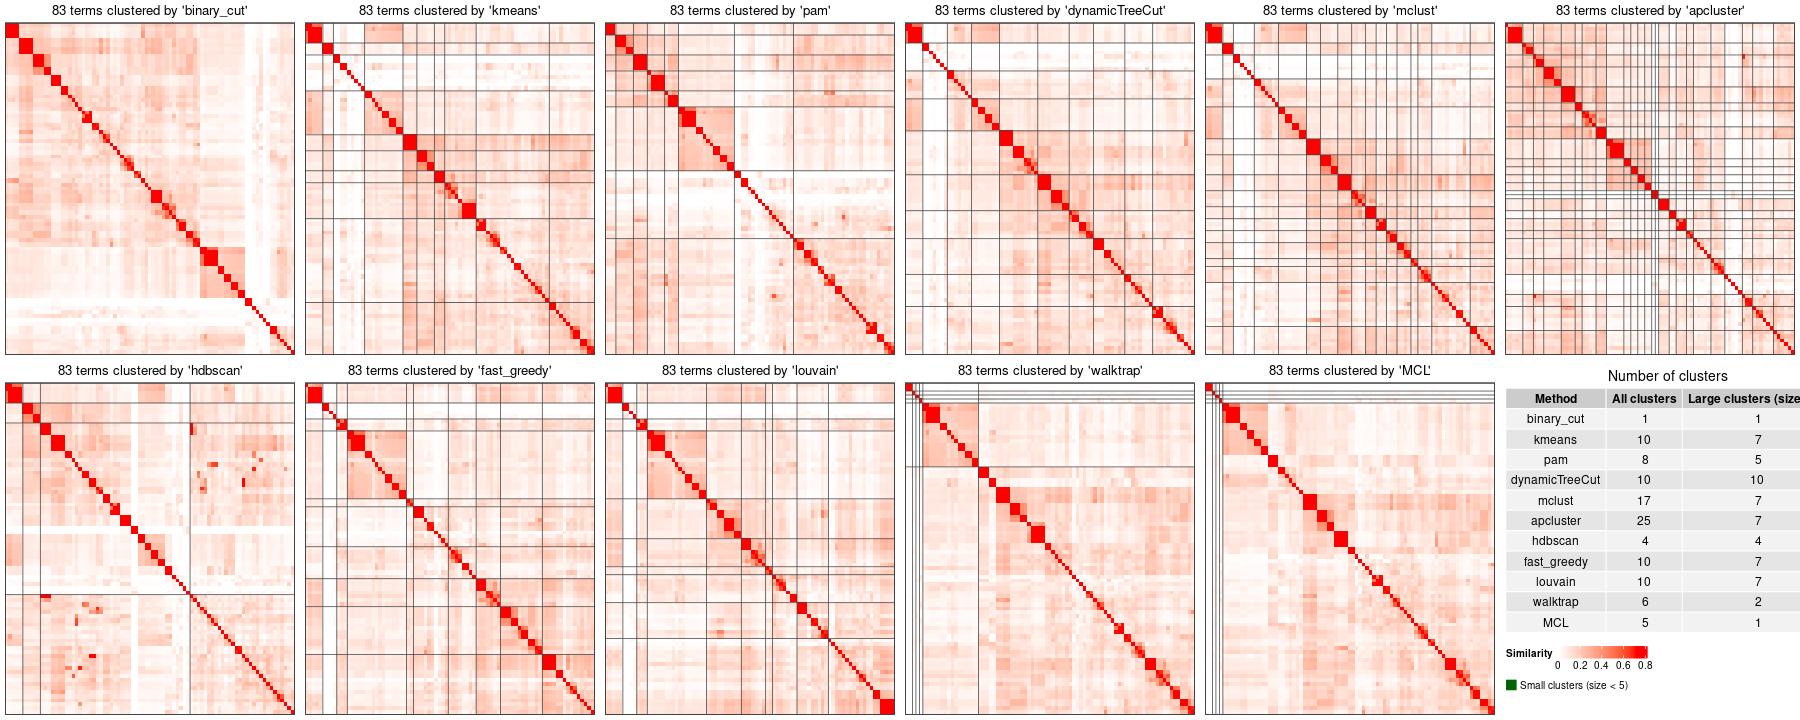 83 terms clustered by 'binary_cut'
83 terms clustered by 'kmeans'
83 terms clustered by 'pam'
83 terms clustered by 'dynamicTreeCut'
83 terms clustered by 'mclust'
83 terms clustered by 'apcluster'
83 terms clustered by 'hdbscan'
83 terms clustered by 'fast_greedy'
83 terms clustered by 'louvain'
83 terms clustered by 'walktrap'
83 terms clustered by 'MCL'
Number of clusters
Method All clusters Large clusters (size
binary_cut 1 1
kmeans 10 7
pam 8 5
dynamicTreeCut 10 10
mclust 17 7
apcluster 25 7
hdbscan 4 4
fast_greedy 10 7
louvain 10 7
walktrap 6 2
MCL 5 1
Similarity
0 0.2 0.4 0.6 0.8
Small clusters (size < 5)